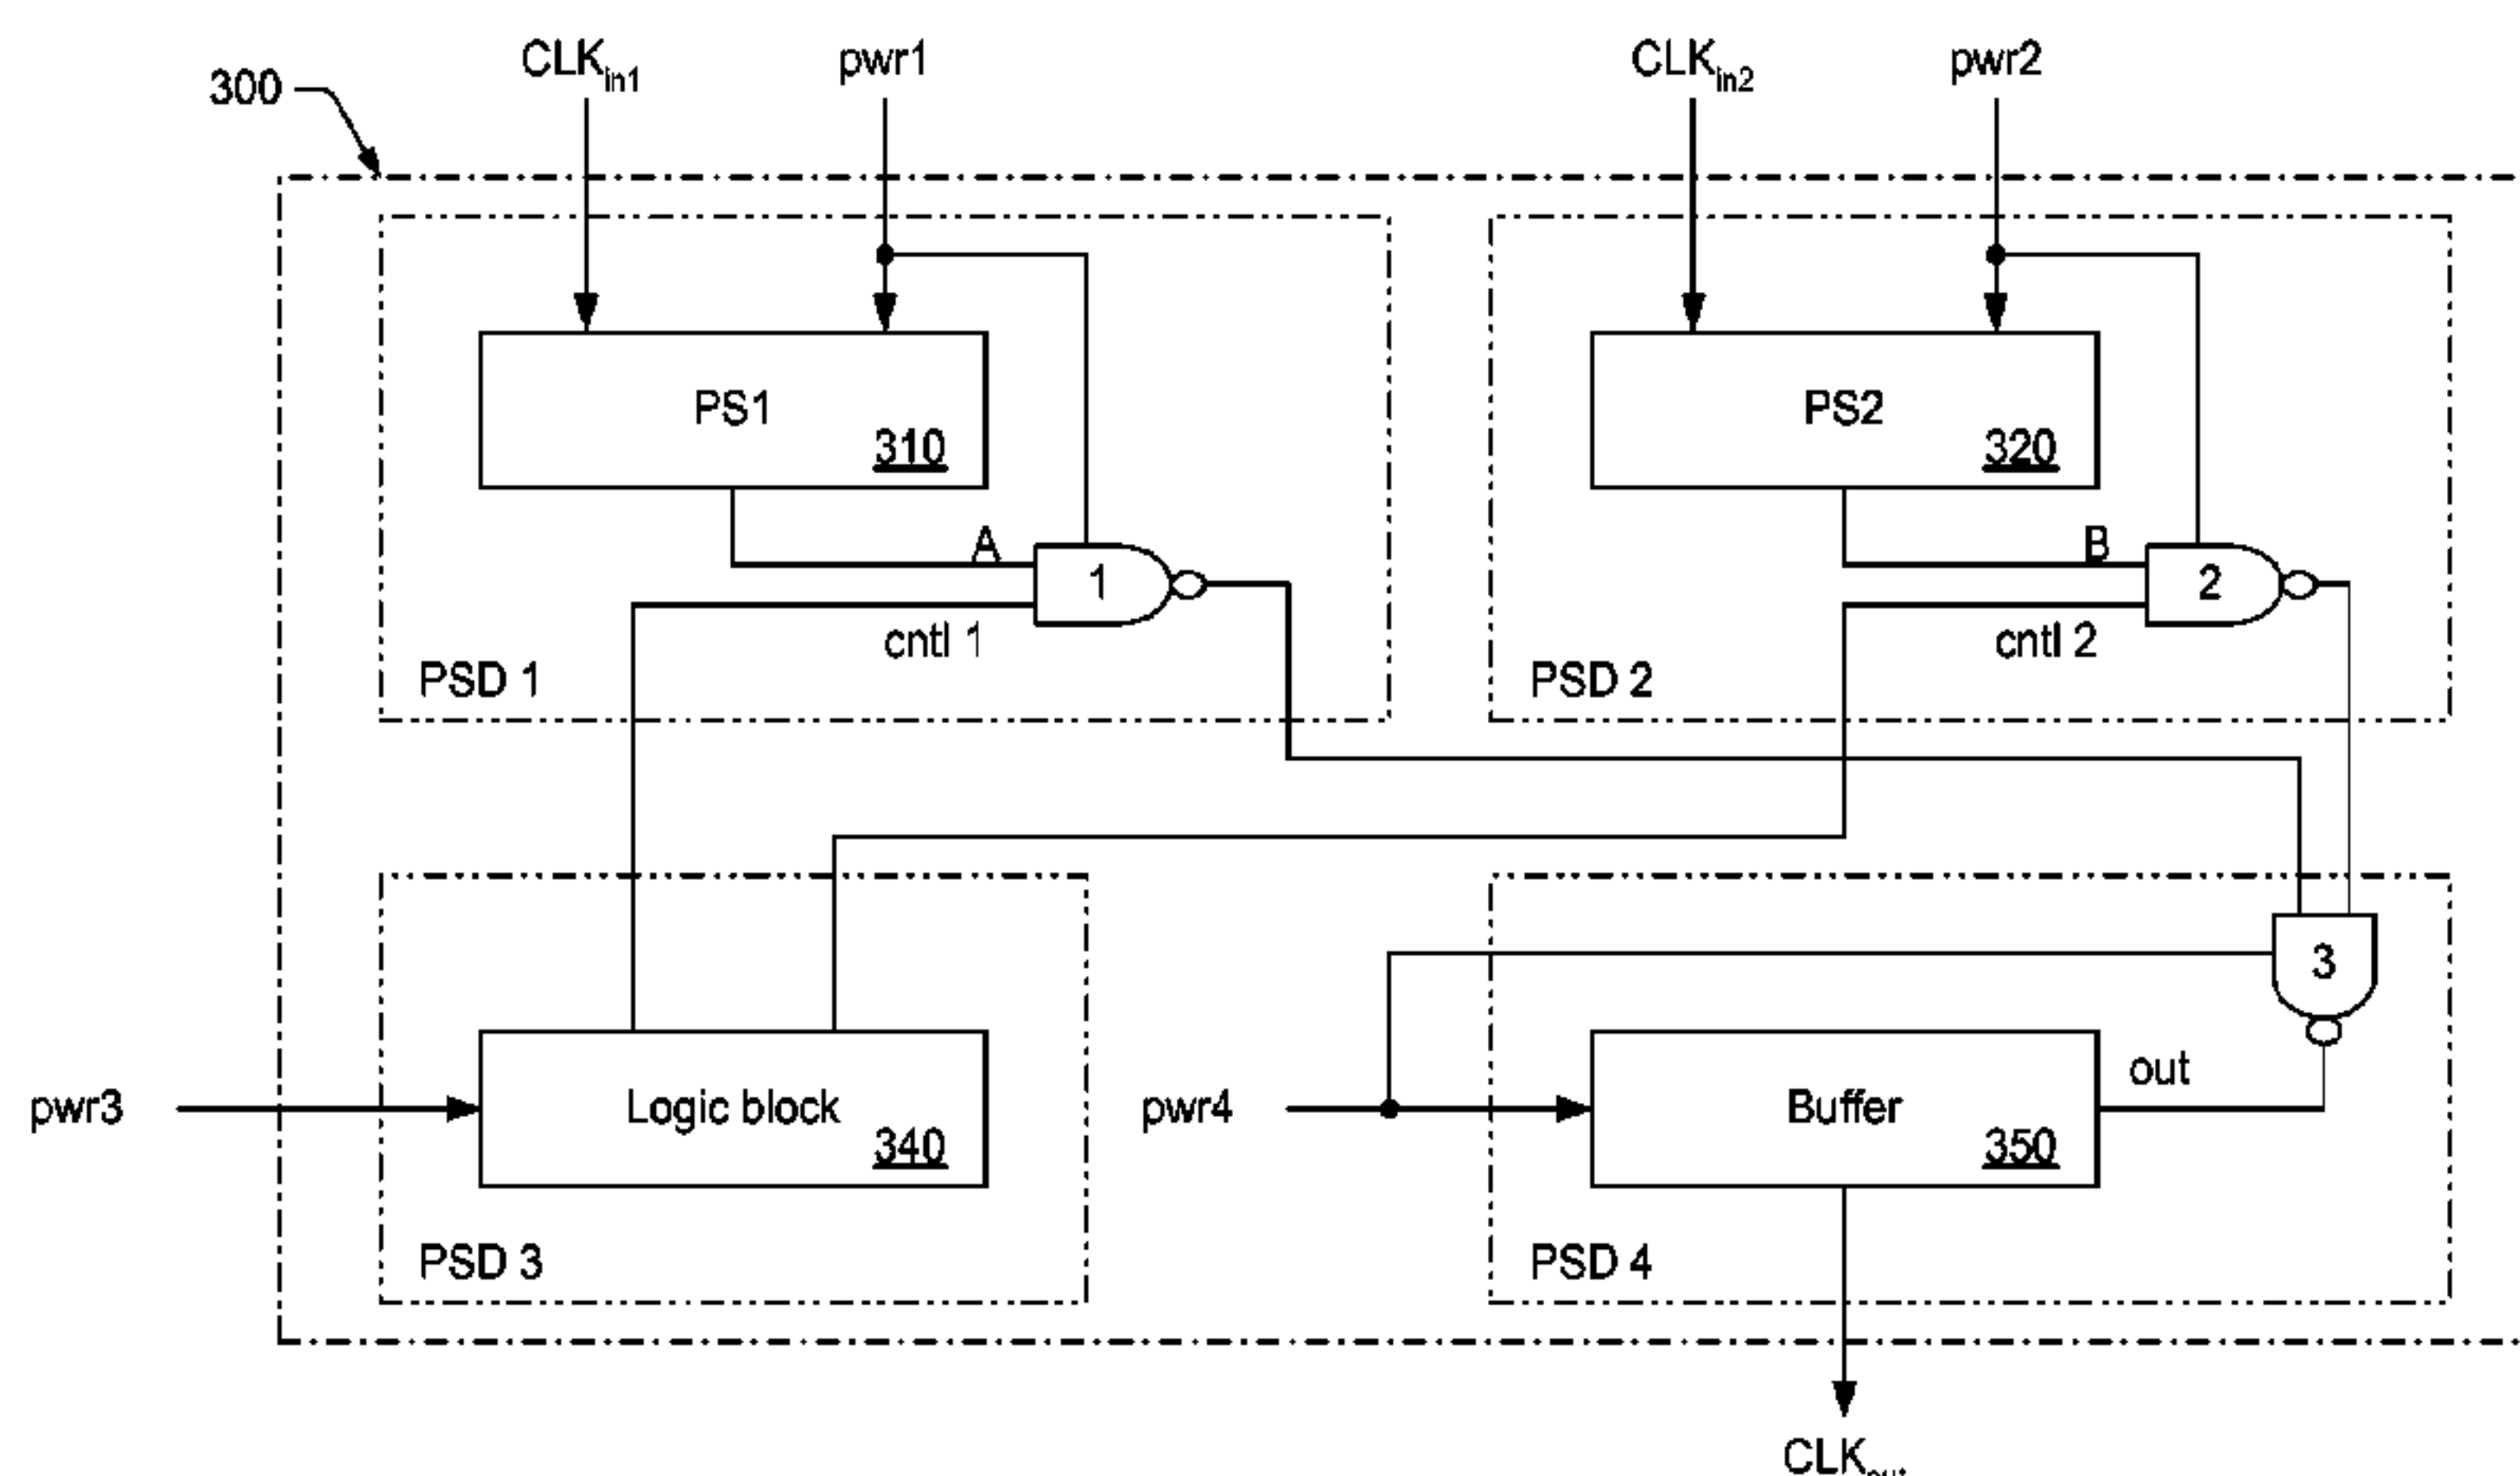 CLKin1
pwr1
CLKin2
pwr2
300
PS1
310
PS2
320
A
1
cntl 1
PSD 1
B
2
cntl 2
PSD 2
3
pwr3
Logic block
340
PSD 3
pwr4
Buffer
350
out
PSD 4
CLKout